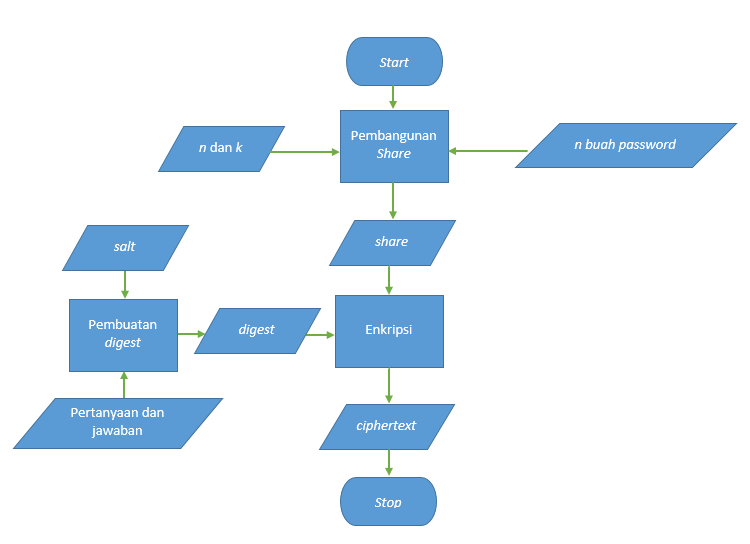 Start
n dan k
Pembangunan
Share
n buah password
salt
share
Pembuatan
digest
digest
Enkripsi
Pertanyaan dan
jawaban
ciphertext
Stop